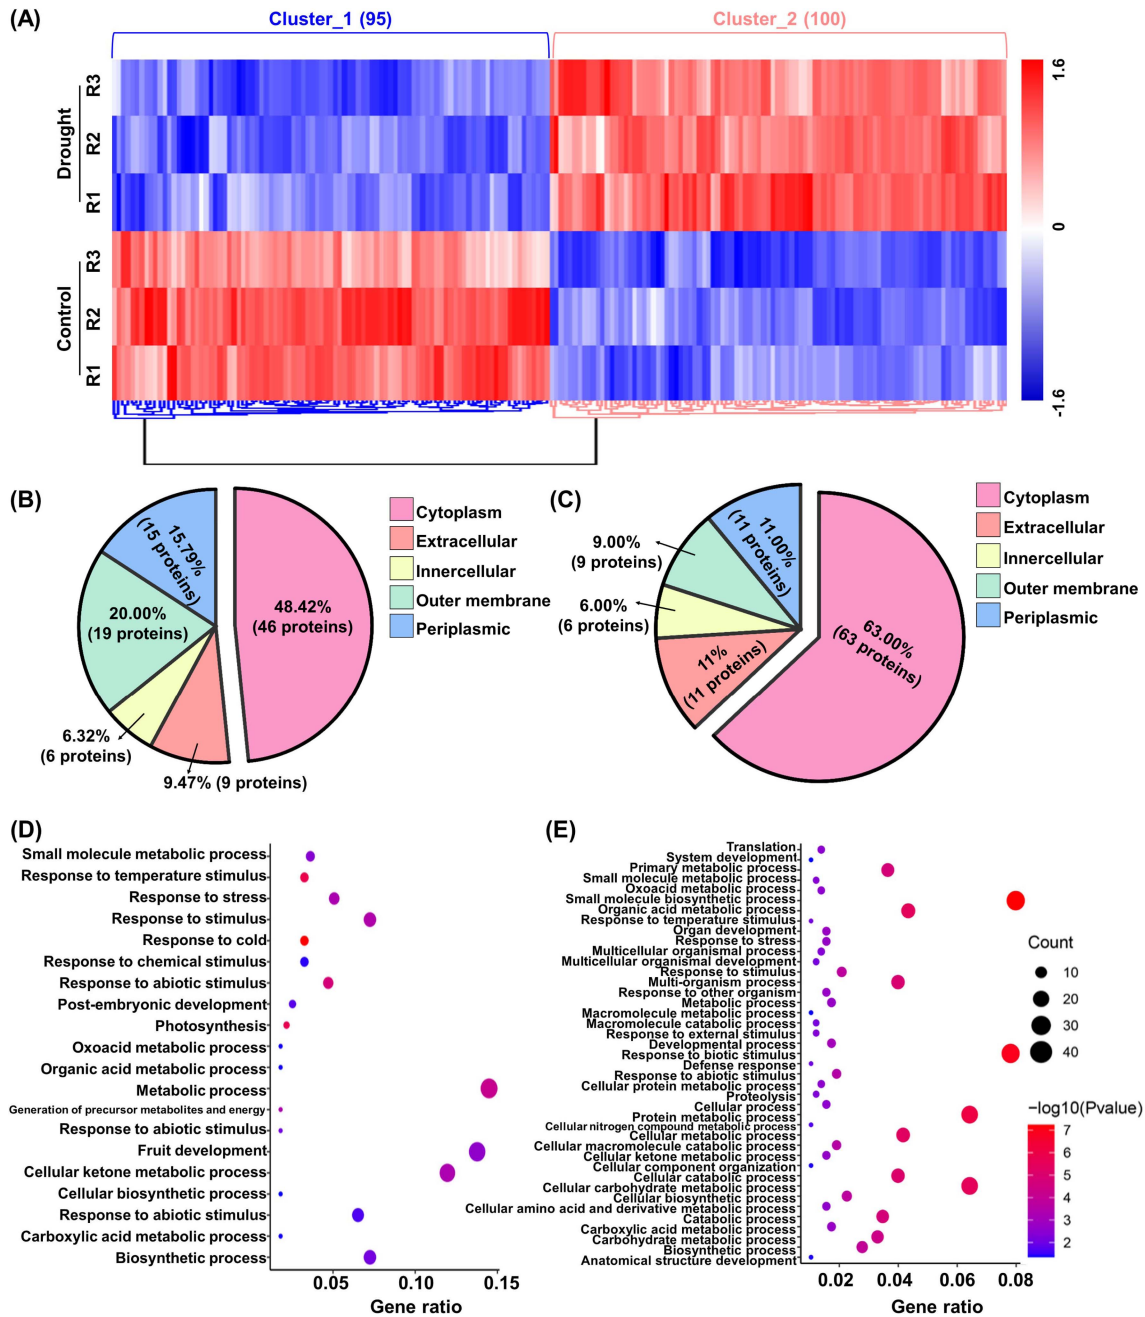 (A)
Cluster_1 (95)
Cluster_2 (100)
Drought
R3
R2
R1
Control
R3
R2
R1
1.6
0
-1.6
(B)
15.79%
(15 proteins)
20.00%
(19 proteins)
48.42%
(46 proteins)
6.32%
(6 proteins)
9.47% (9 proteins)
Cytoplasm
Extracellular
Innercellular
Outer membrane
Periplasmic
(C)
11.00%
(11 proteins)
9.00%
(9 proteins)
6.00%
(6 proteins)
11%
(11 proteins)
63.00%
(63 proteins)
Cytoplasm
Extracellular
Innercellular
Outer membrane
Periplasmic
(D)
Small molecule metabolic process
Response to temperature stimulus
Response to stress
Response to stimulus
Response to cold
Response to chemical stimulus
Response to abiotic stimulus
Post-embryonic development
Photosynthesis
Oxoacid metabolic process
Organic acid metabolic process
Metabolic process
Generation of precursor metabolites and energy
Response to abiotic stimulus
Fruit development
Cellular ketone metabolic process
Cellular biosynthetic process
Response to abiotic stimulus
Carboxylic acid metabolic process
Biosynthetic process
0.05
0.10
0.15
Gene ratio
(E)
Translation
System development
Primary metabolic process
Small molecule metabolic process
Oxoacid metabolic process
Small molecule biosynthetic process
Organic acid metabolic process
Response to temperature stimulus
Organ development
Response to stress
Multicellular organismal process
Multicellular organismal development
Response to stimulus
Multi-organism process
Response to other organism
Metabolic process
Macromolecule metabolic process
Macromolecule catabolic process
Response to external stimulus
Developmental process
Response to biotic stimulus
Defense response
Response to abiotic stimulus
Cellular protein metabolic process
Proteolysis
Cellular process
Protein metabolic process
Cellular nitrogen compound metabolic process
Cellular metabolic process
Cellular macromolecule catabolic process
Cellular ketone metabolic process
Cellular component organization
Cellular catabolic process
Cellular carbohydrate metabolic process
Cellular biosynthetic process
Cellular amino acid and derivative metabolic process
Catabolic process
Carboxylic acid metabolic process
Carbohydrate metabolic process
Biosynthetic process
Anatomical structure development
0.02
0.04
0.06
0.08
Gene ratio
Count
10
20
30
40
−log10(Pvalue)
7
6
5
4
3
2